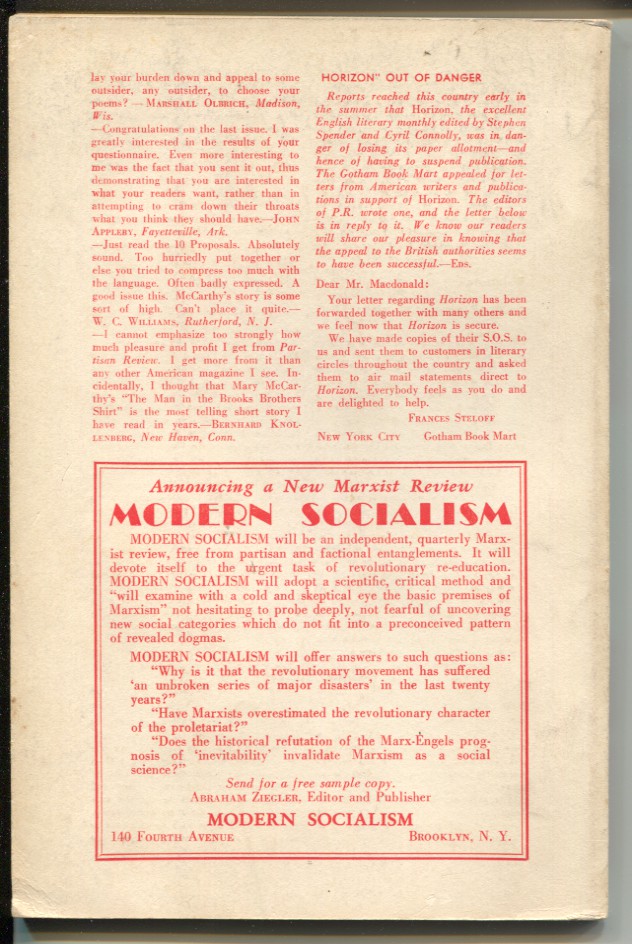 lay your burden down and appeal to some
outsider, any outsider, to choose your
poems? — MARSHALL OLBRICH, Madison,
Wis.
—Congratulations on the last issue. I was
greatly interested in the results of your
questionnaire. Even more interesting to
me was the fact that you sent it out, thus
demonstrating that you are interested in
what your readers want, rather than in
attempting to cram down their throats
what you think they should have.—JOHN
APPLEBY, Fayetteville, Ark.
—Just read the 10 Proposals. Absolutely
sound. Too hurriedly put together or
else you tried to compress too much with
the language. Often badly expressed. A
good issue this. McCarthy's story is some
sort of high. Can't place it quite.—
W. C. WILLIAMS, Rutherford, N. J.
—I cannot emphasize too strongly how
much pleasure and profit I get from Par-
tisan Review. I get more from it than
any other American magazine I see. In-
cidentally, I thought that Mary McCar-
thy's "The Man in the Brooks Brothers
Shirt" is the most telling short story I
have read in years.—BERNHARD KNOL-
LENBERG, New Haven, Conn.
HORIZON" OUT OF DANGER
Reports reached this country early in
the summer that Horizon, the excellent
English literary monthly edited by Stephen
Spender and Cyril Connolly, was in dan-
ger of losing its paper allotment—and
hence of having to suspend publication.
The Gotham Book Mart appealed for let-
ters from American writers and publica-
tions in support of Horizon. The editors
of P.R. wrote one, and the letter below
is in reply to it. We know our readers
will share our pleasure in knowing that
the appeal to the British authorities seems
to have been successful.—EDS.
Dear Mr. Macdonald:
Your letter regarding Horizon has been
forwarded together with many others and
we feel now that Horizon is secure.
We have made copies of their S.O.S. to
us and sent them to customers in literary
circles throughout the country and asked
them to air mail statements direct to
Horizon. Everybody feels as you do and
are delighted to help.
FRANCES STELOFF
NEW YORK CITY Gotham Book Mart
Announcing a New Marxist Review
MODERN SOCIALISM
MODERN SOCIALISM will be an independent, quarterly Marx-
ist review, free from partisan and factional entanglements. It will
devote itself to the urgent task of revolutionary re-education.
MODERN SOCIALISM will adopt a scientific, critical method and
"will examine with a cold and skeptical eye the basic premises of
Marxism" not hesitating to probe deeply, not fearful of uncovering
new social categories which do not fit into a preconceived pattern
of revealed dogmas.
MODERN SOCIALISM will offer answers to such questions as:
"Why is it that the revolutionary movement has suffered
'an unbroken series of major disasters' in the last twenty
years?"
"Have Marxists overestimated the revolutionary character
of the proletariat?"
"Does the historical refutation of the Marx-Engels prog-
nosis of 'inevitability' invalidate Marxism as a social
science?"
Send for a free sample copy.
ABRAHAM ZIEGLER, Editor and Publisher
MODERN SOCIALISM
140 FOURTH AVENUE BROOKLYN, N. Y.